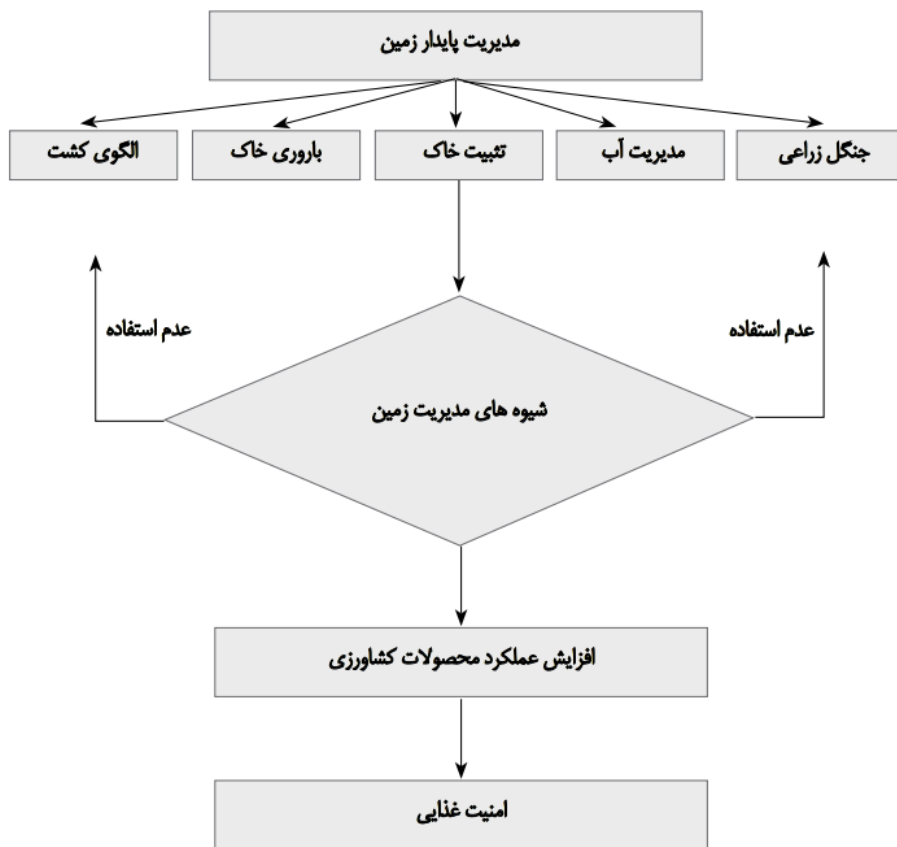 مدیریت پایدار زمین
جنگل زراعی
مدیریت آب
تثبیت خاک
باروری خاک
الگوی کشت
عدم استفاده
عدم استفاده
شیوه های مدیریت زمین
افزایش عملکرد محصولات کشاورزی
امنیت غذایی